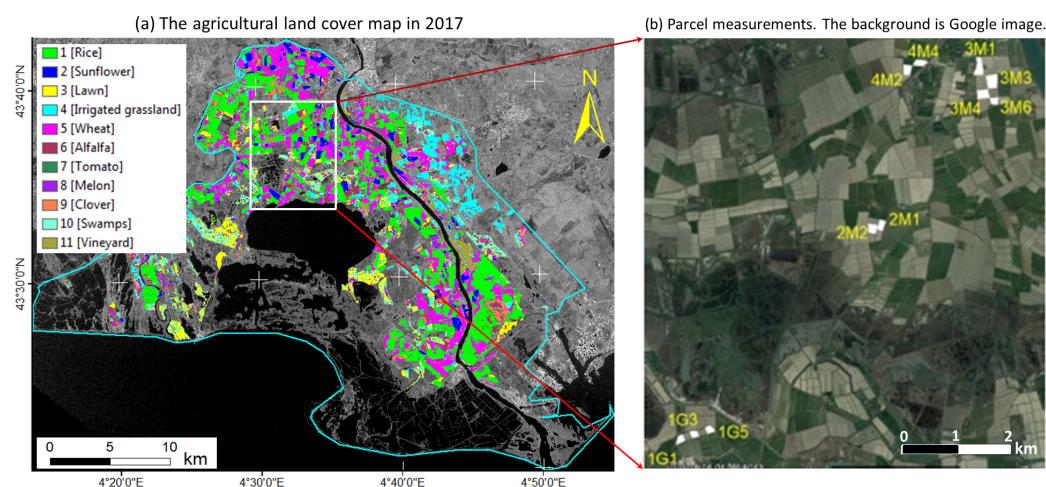 (a) The agricultural land cover map in 2017
1 [Rice]
2 [Sunflower]
3 [Lawn]
4 [Irrigated grassland]
5 [Wheat]
6 [Alfalfa]
7 [Tomato]
8 [Melon]
9 [Clover]
10 [Swamps]
11 [Vineyard]
N
43°40'0"N
43°30'0"N
0 5 10
km
4°20'0"E 4°30'0"E 4°40'0"E 4°50'0"E
(b) Parcel measurements. The background is Google image.
4M4 3M1
4M2 3M3
3M4 3M6
2M1
2M2
1G3
1G5
1G1
0 1 2
km